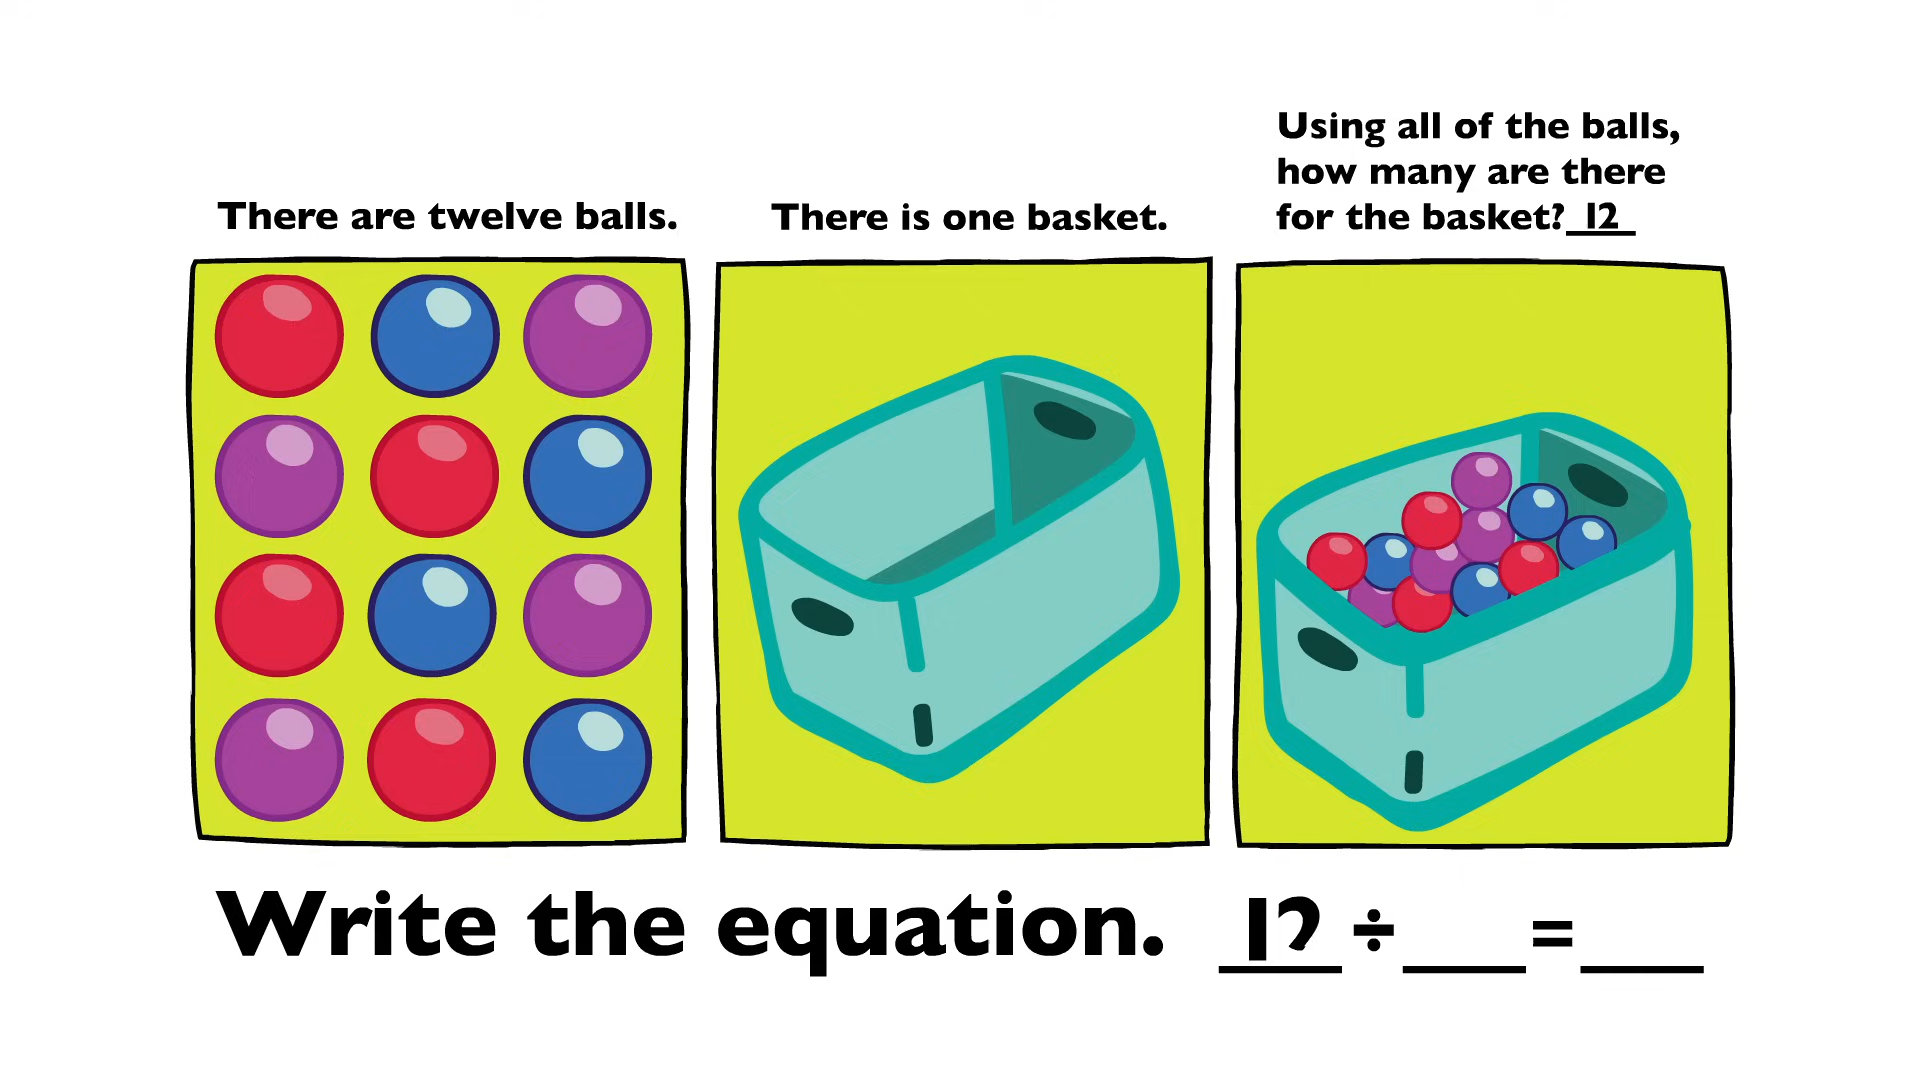 There are twelve balls.
There is one basket.
Using all of the balls,
how many are there
for the basket? 12
Write the equation. 12 ÷ ___ = ___